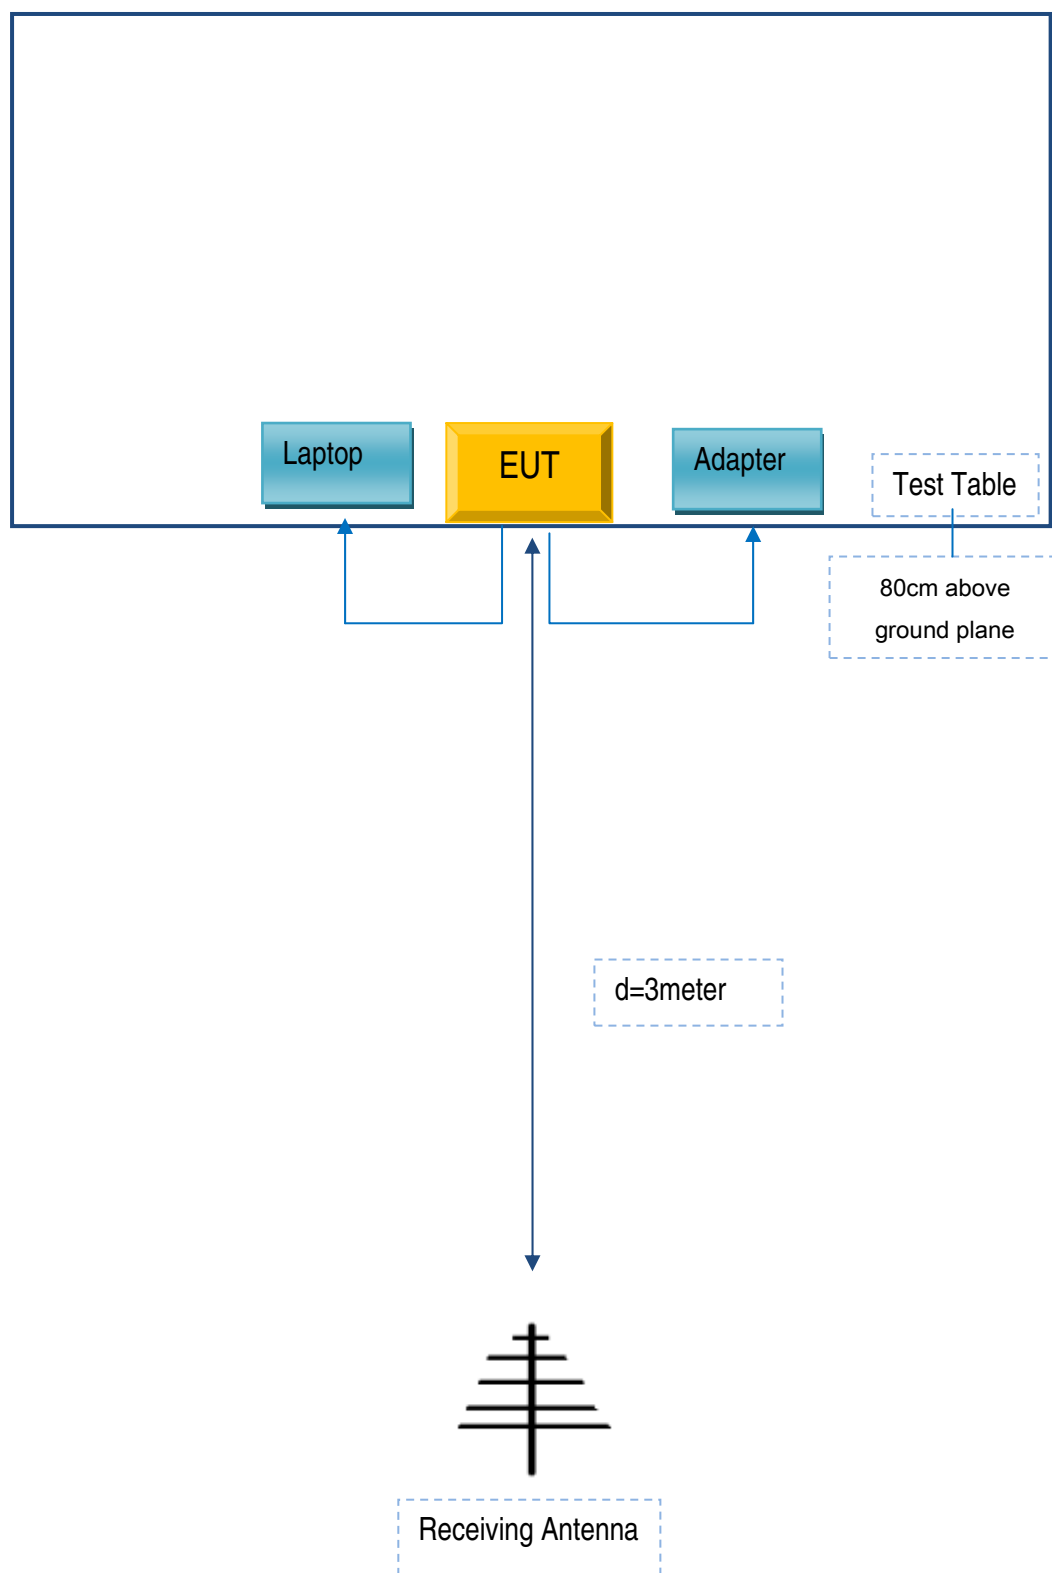 Laptop
EUT
Adapter
Test Table
80cm above
ground plane
d=3meter
Receiving Antenna